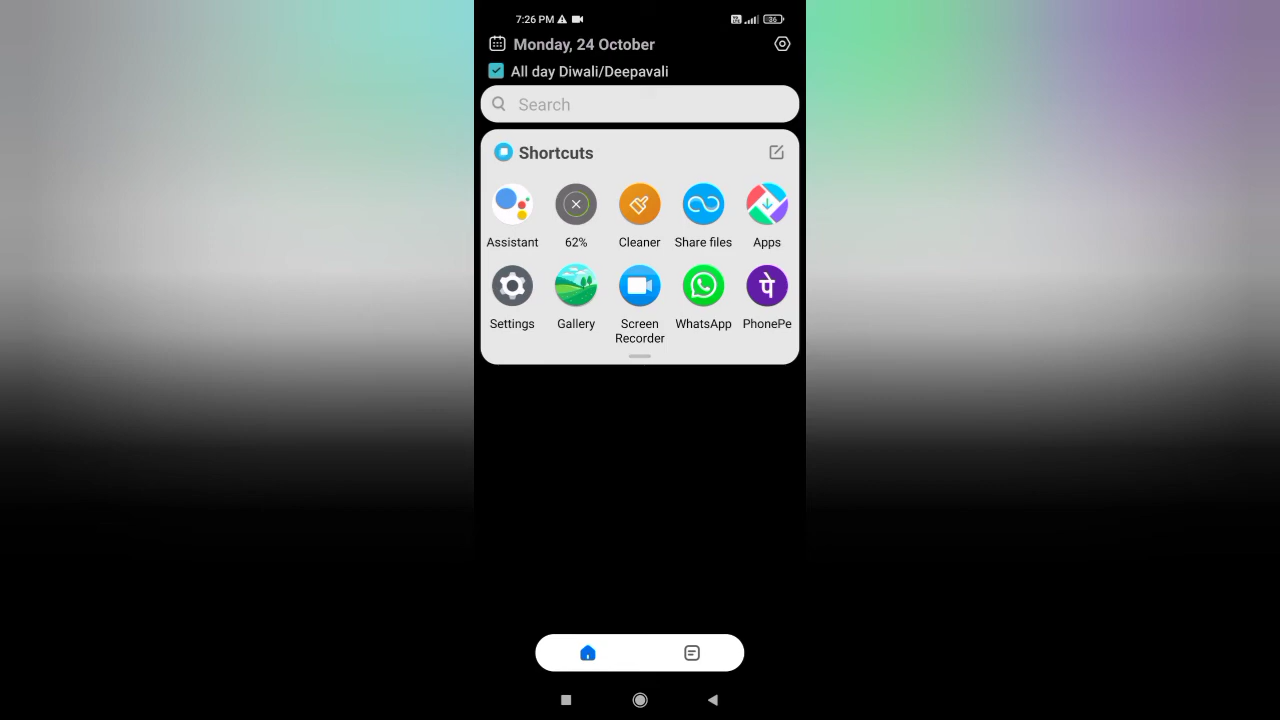 7:26 PM
36
Monday, 24 October
All day Diwali/Deepavali
Search
Shortcuts
Assistant
62%
Cleaner
Share files
Apps
पे
Settings
Gallery
Screen
Recorder
WhatsApp
PhonePe